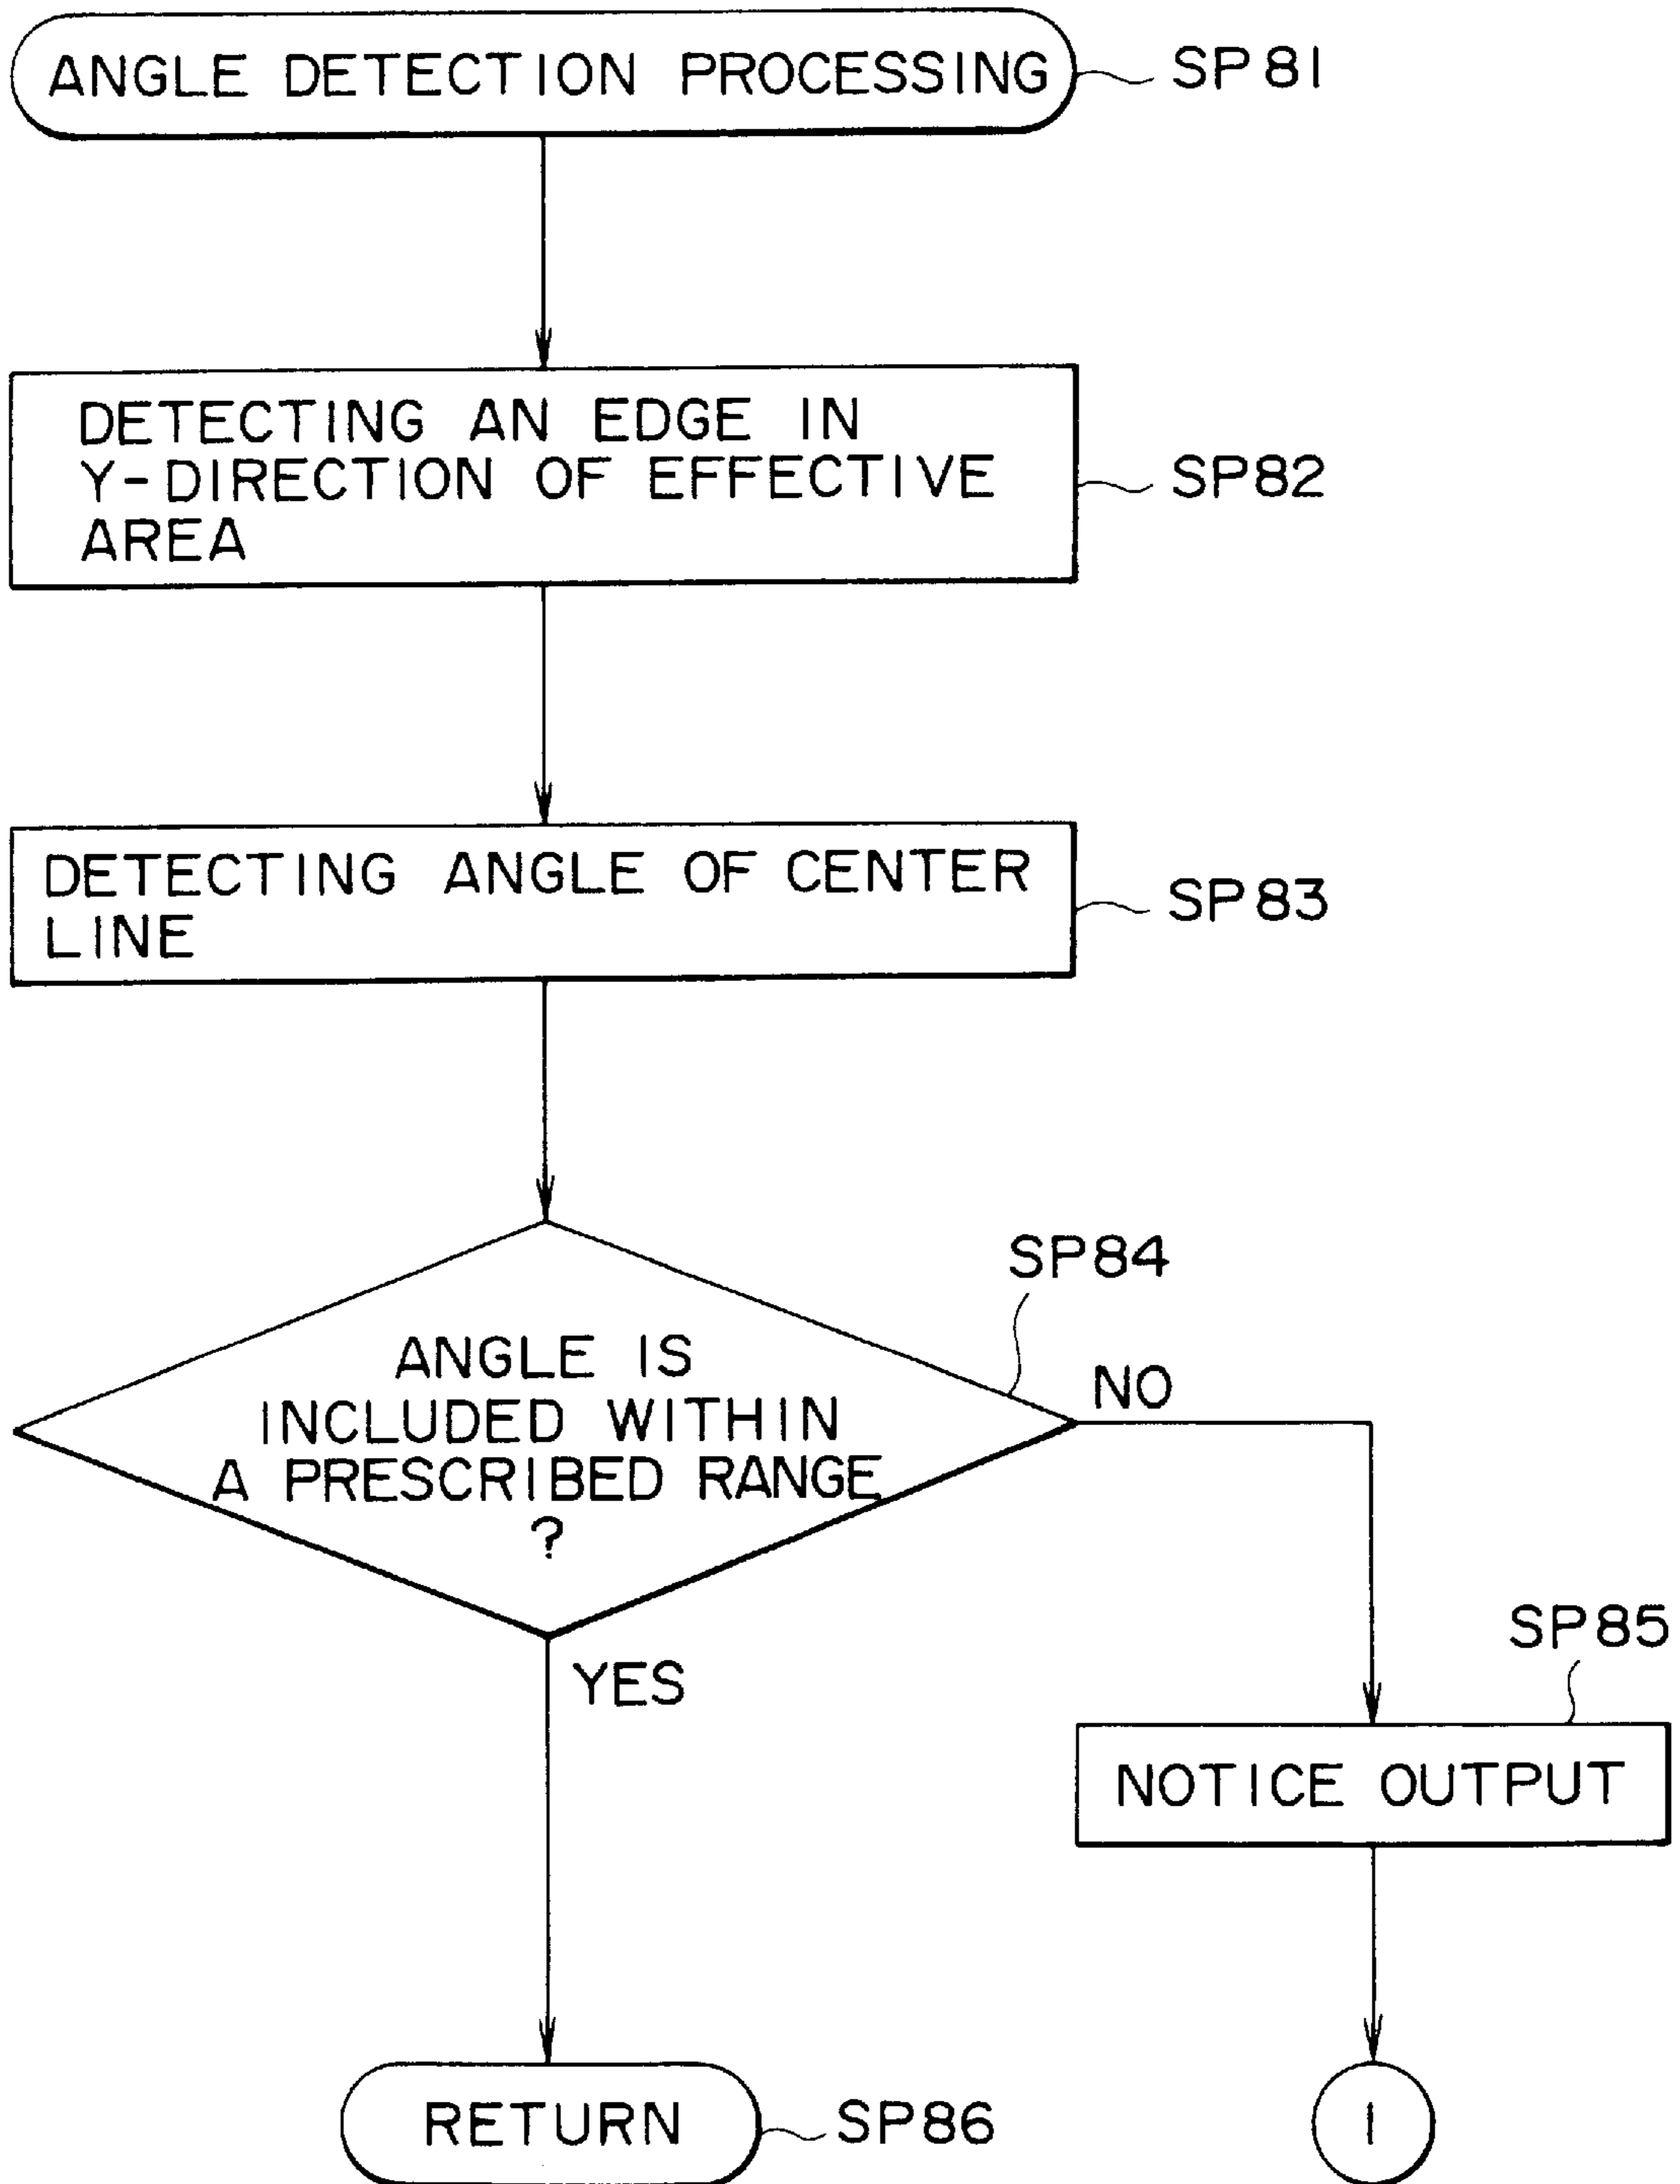 ANGLE DETECTION PROCESSING
SP81
DETECTING AN EDGE IN
Y-DIRECTION OF EFFECTIVE
AREA
SP82
DETECTING ANGLE OF CENTER
LINE
SP83
SP84
ANGLE IS
INCLUDED WITHIN
A PRESCRIBED RANGE
?
NO
YES
SP85
NOTICE OUTPUT
RETURN
SP86
1